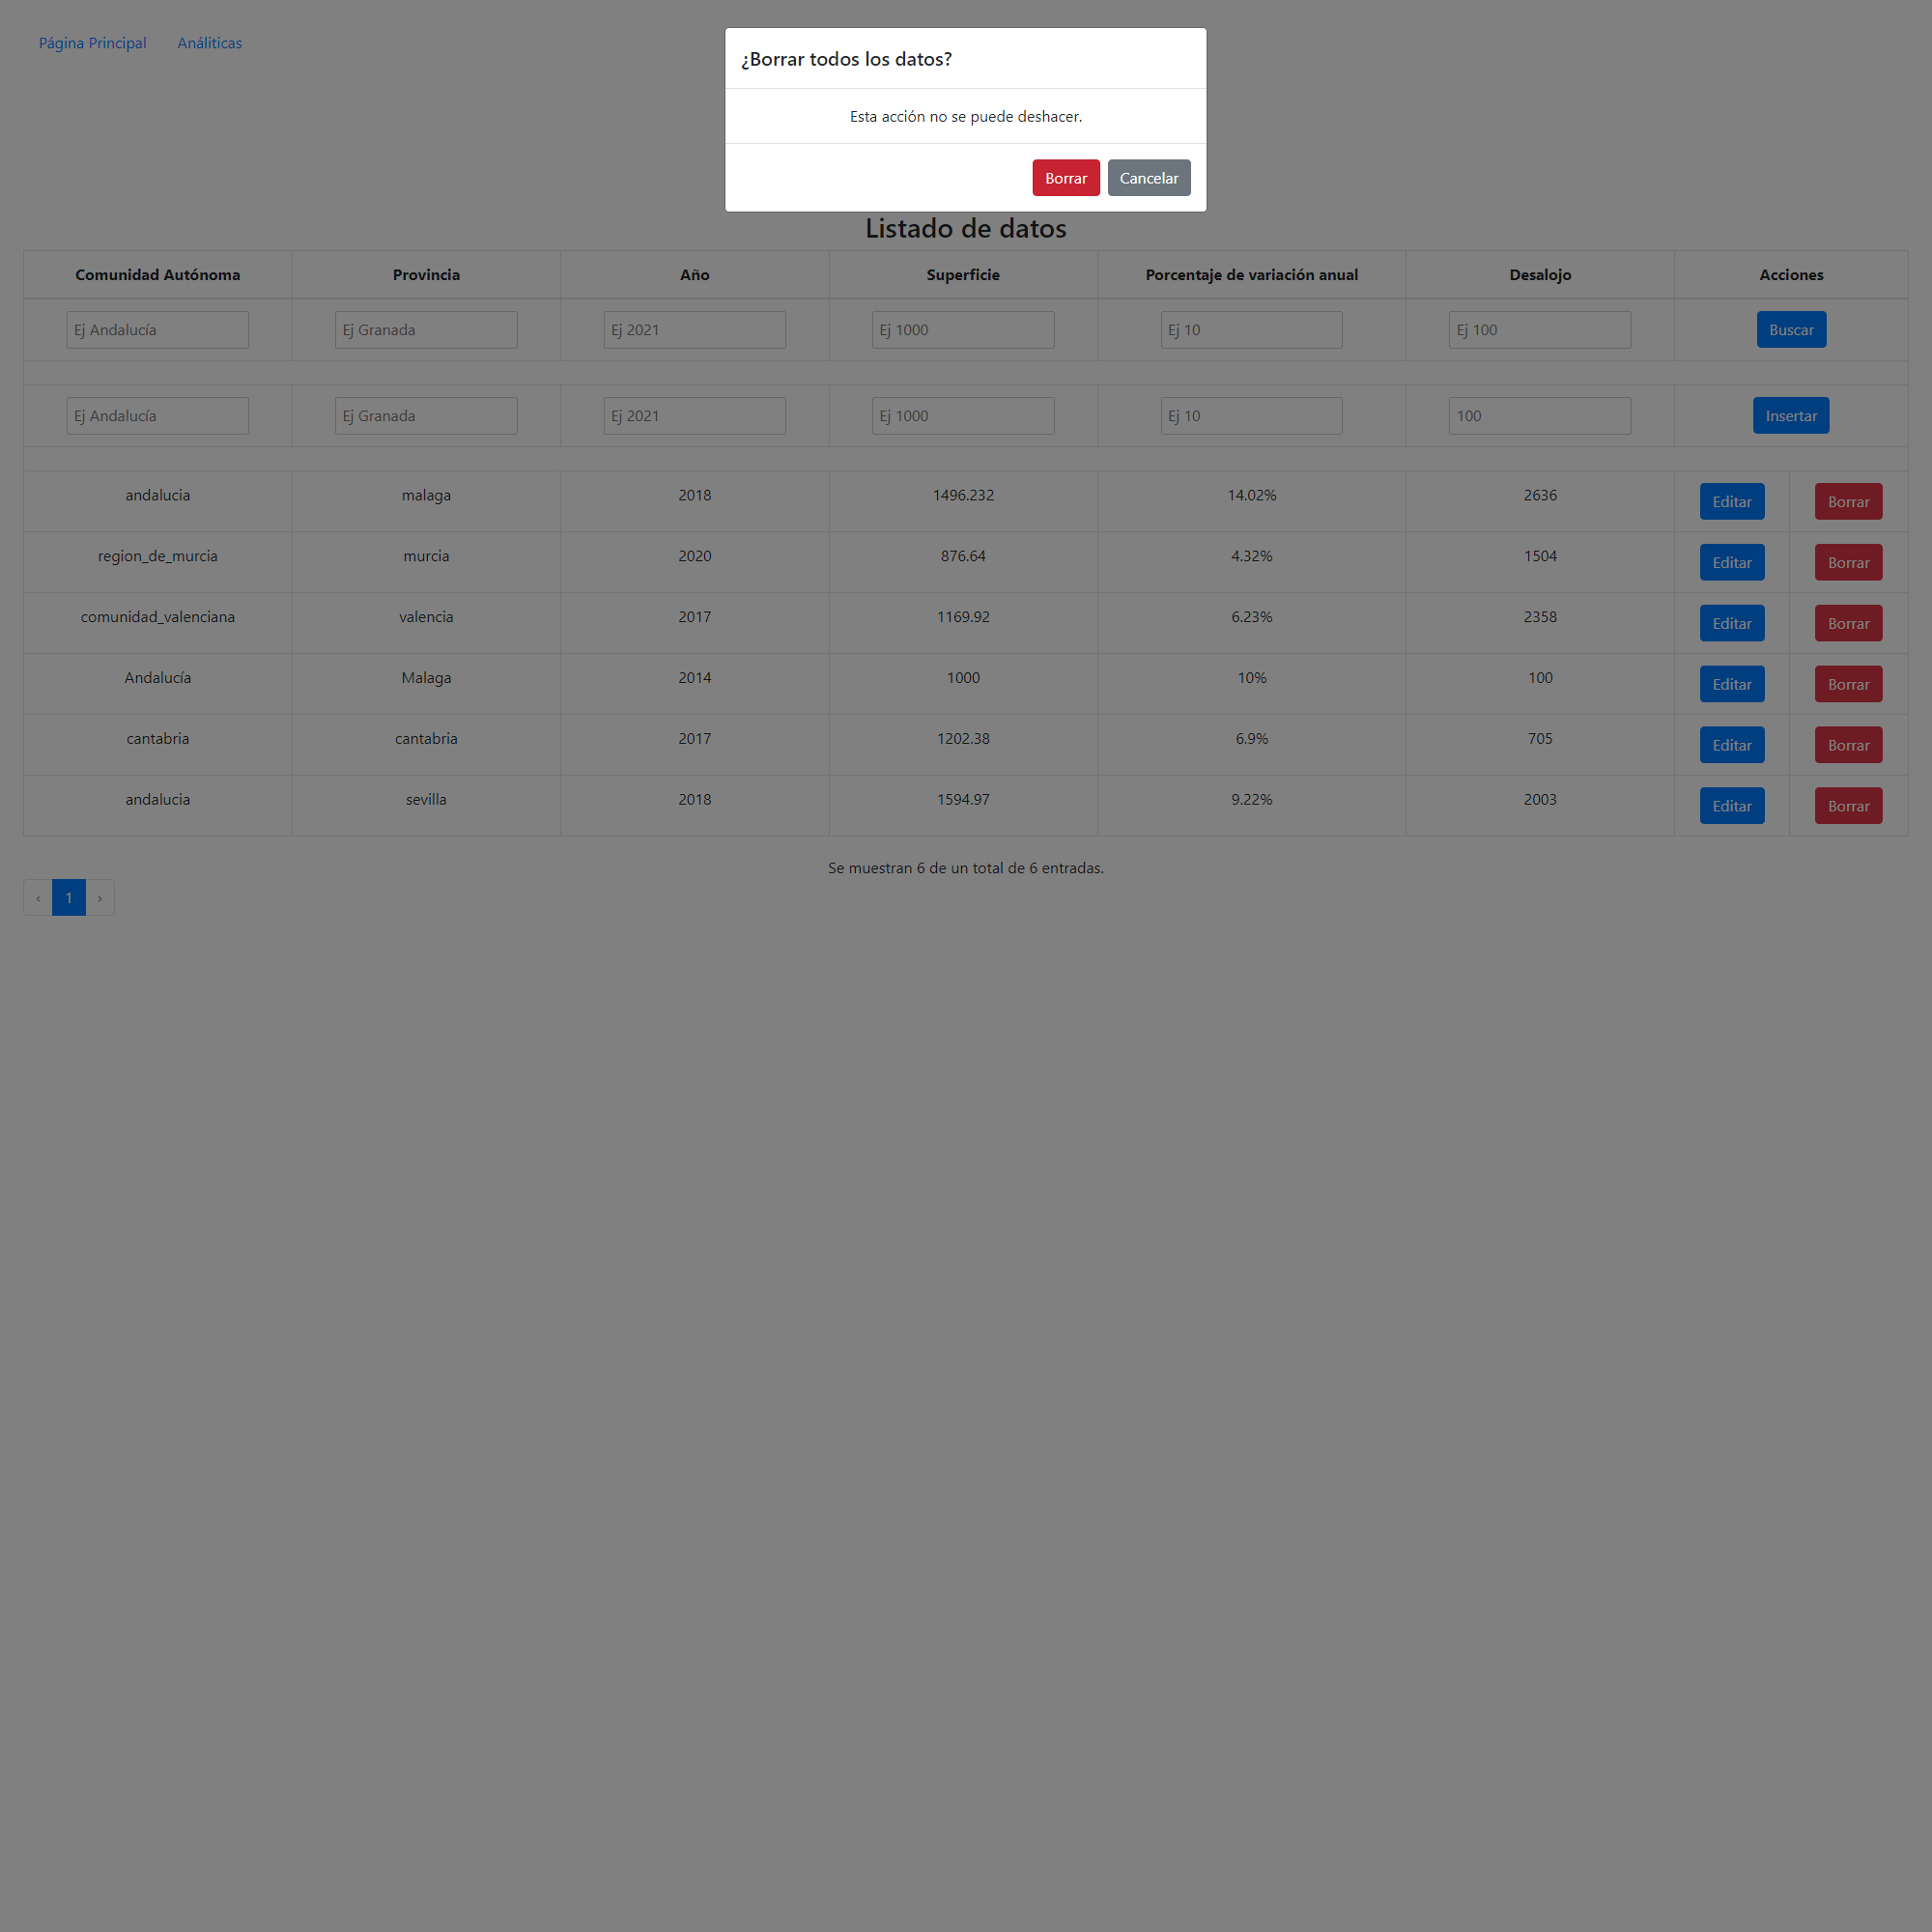 Página Principal Análiticas
¿Borrar todos los datos?
Esta acción no se puede deshacer.
Borrar Cancelar
Listado de datos
Comunidad Autónoma Provincia Año Superficie Porcentaje de variación anual Desalojo Acciones
Ej Andalucía Ej Granada Ej 2021 Ej 1000 Ej 10 Ej 100 Buscar
Ej Andalucía Ej Granada Ej 2021 Ej 1000 Ej 10 100 Insertar
andalucia malaga 2018 1496.232 14.02% 2636 Editar Borrar
region_de_murcia murcia 2020 876.64 4.32% 1504 Editar Borrar
comunidad_valenciana valencia 2017 1169.92 6.23% 2358 Editar Borrar
Andalucía Malaga 2014 1000 10% 100 Editar Borrar
cantabria cantabria 2017 1202.38 6.9% 705 Editar Borrar
andalucia sevilla 2018 1594.97 9.22% 2003 Editar Borrar
Se muestran 6 de un total de 6 entradas.
‹ 1 ›